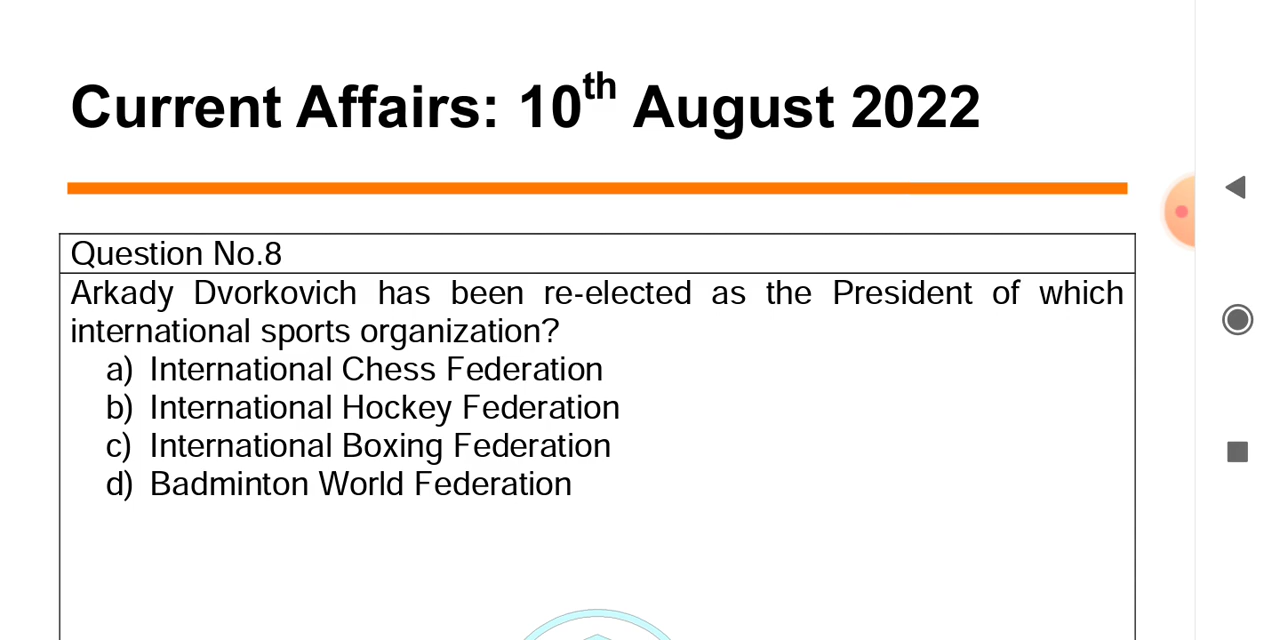 Current Affairs: 10th August 2022
Question No.8
Arkady Dvorkovich has been re-elected as the President of which
international sports organization?
a) International Chess Federation
b) International Hockey Federation
c) International Boxing Federation
d) Badminton World Federation